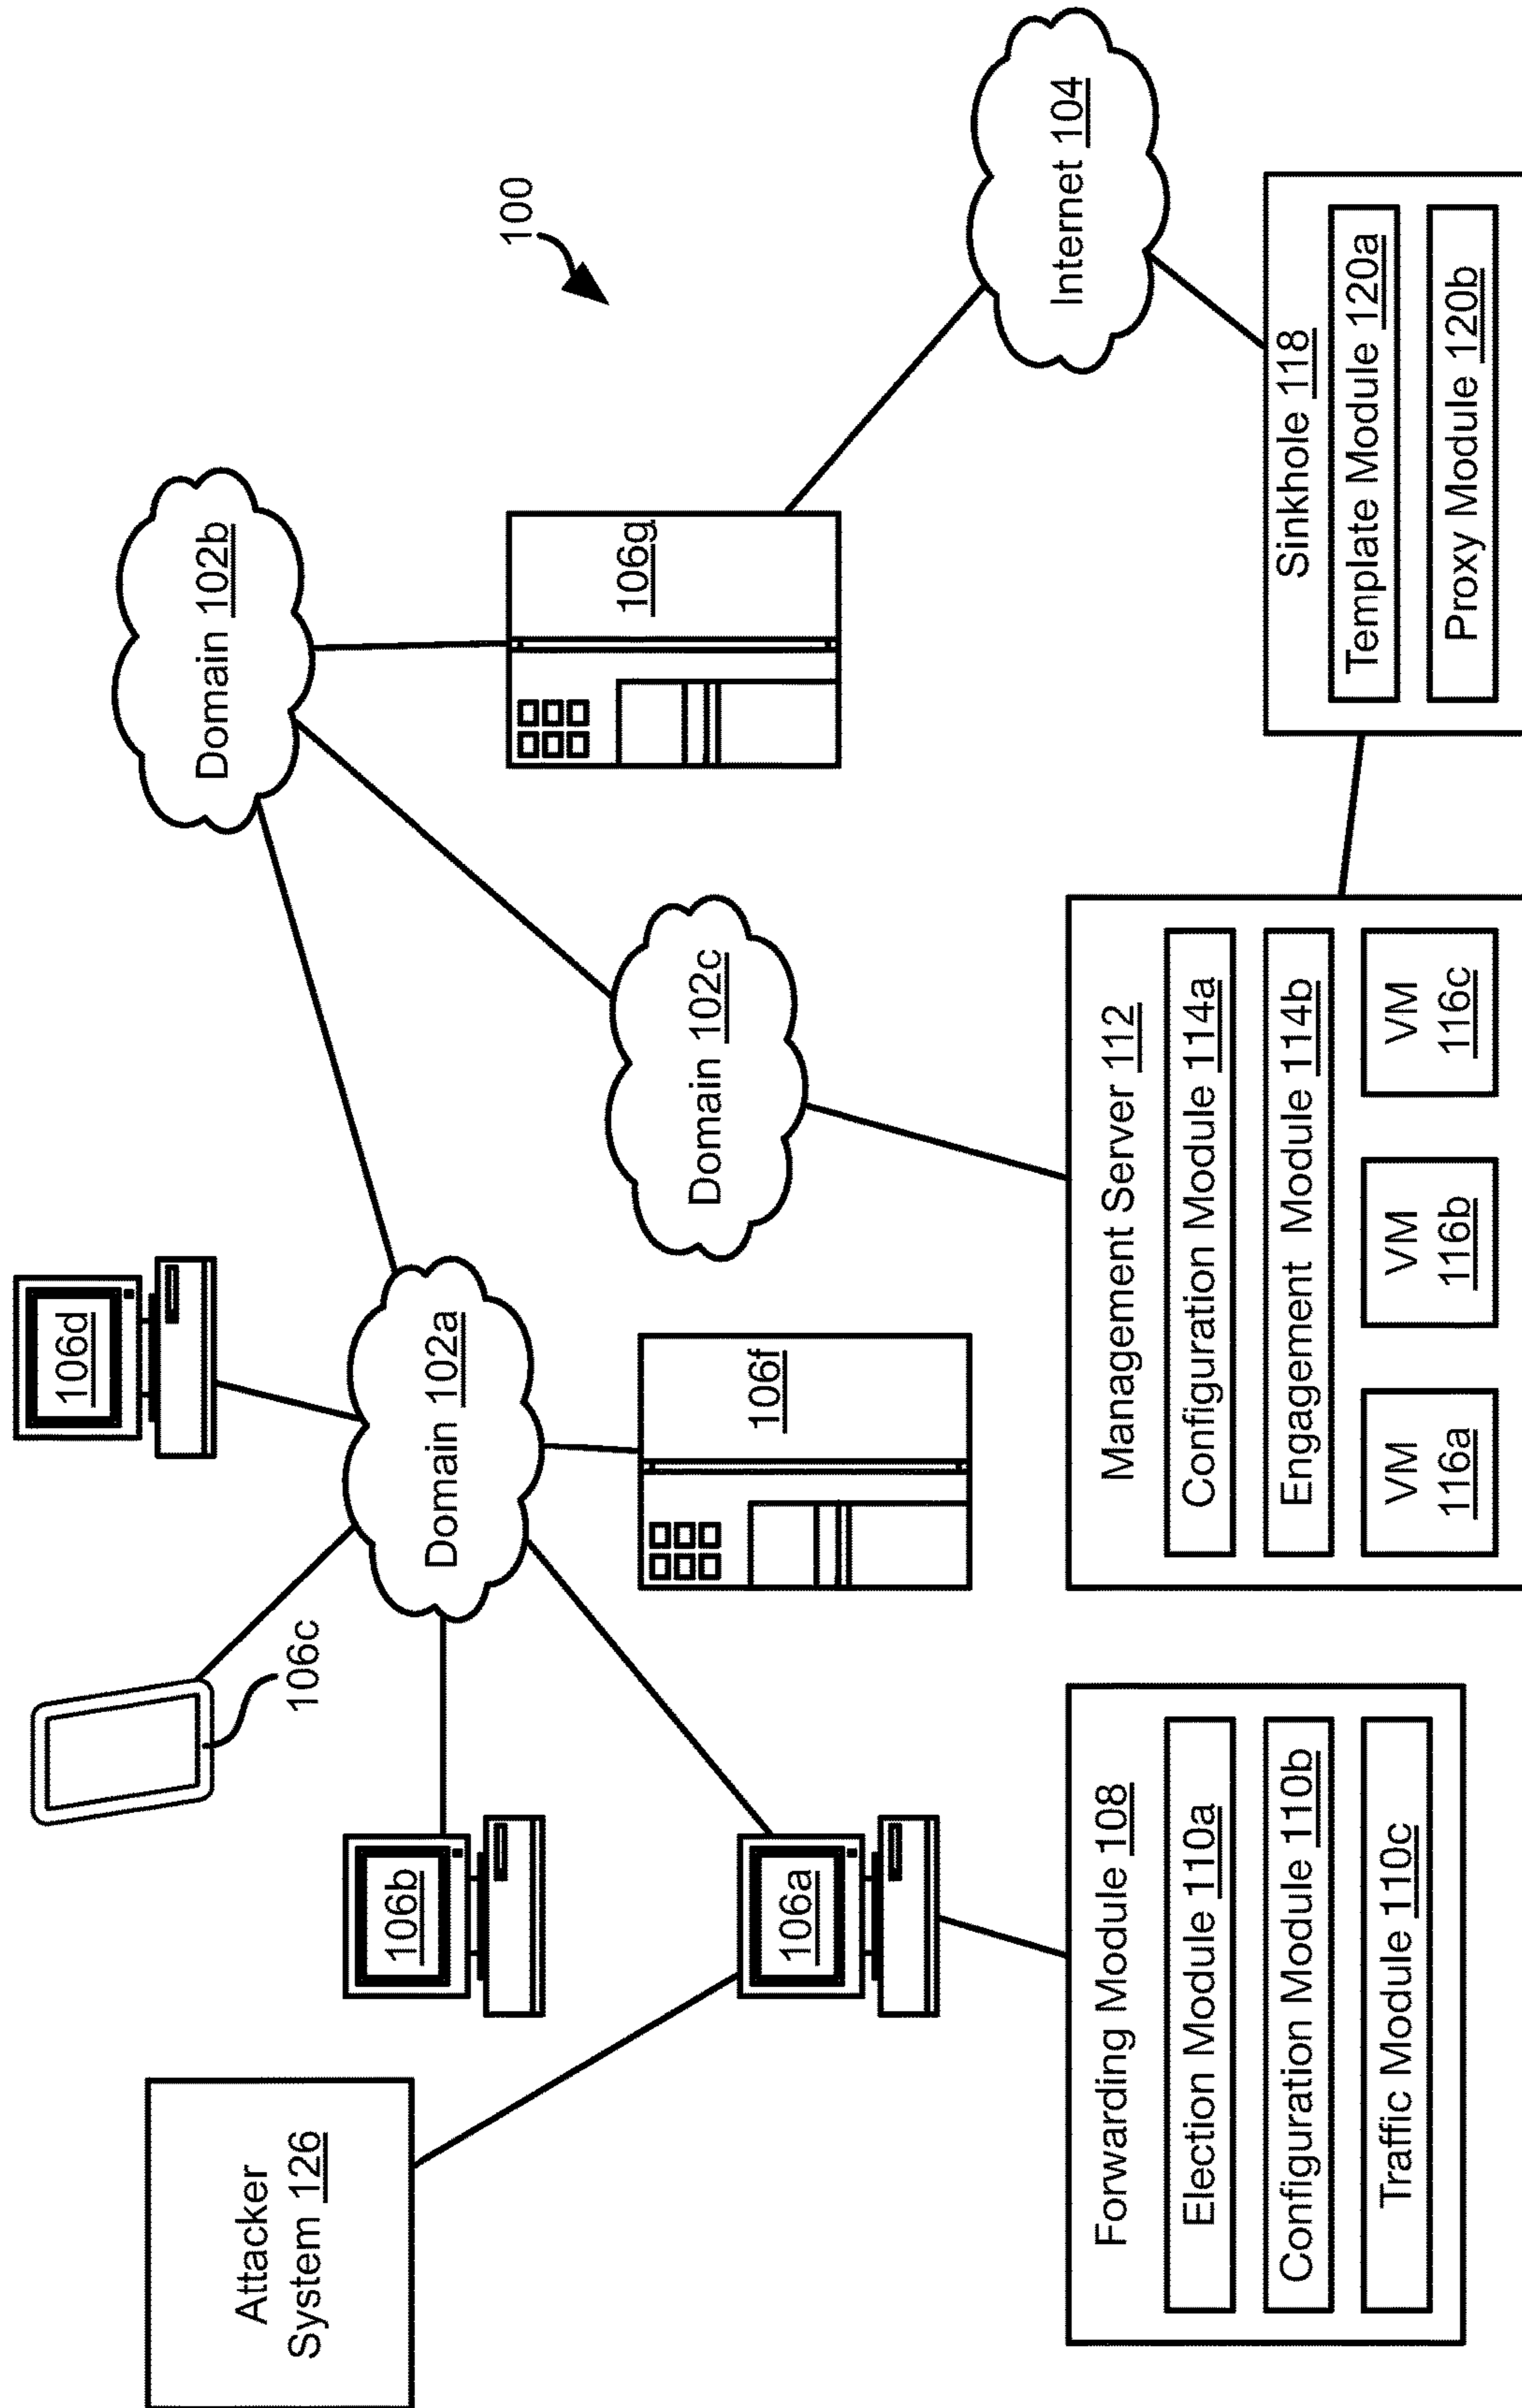 100
106d
Domain 102b
106c
Domain 102a
Attacker
System 126
106b
Domain 102c
106g
106f
Internet 104
106a
Forwarding Module 108
Election Module 110a
Configuration Module 110b
Traffic Module 110c
Management Server 112
Configuration Module 114a
Engagement Module 114b
VM
116a
VM
116b
VM
116c
Sinkhole 118
Template Module 120a
Proxy Module 120b